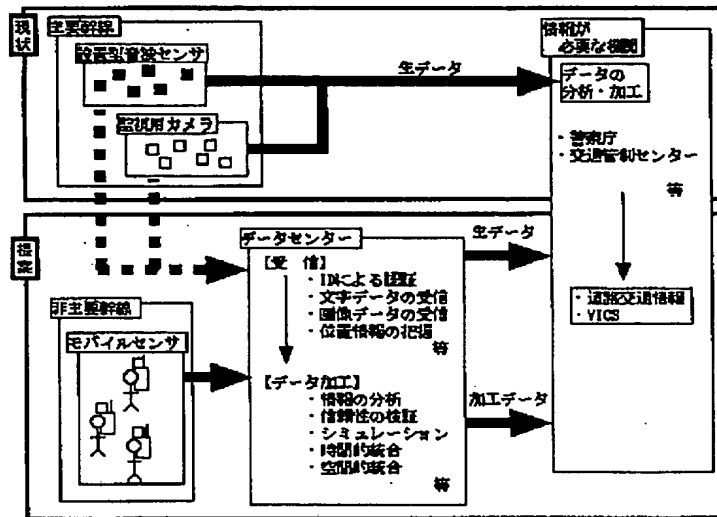 現状
主要幹線
設置型音波センサ
監視用カメラ
生データ
情報が
必要な機関
データの
分析・加工
・警察庁
・交通管制センター
等
提案
非主要幹線
モバイルセンサ
データセンター
【受 信】
・IDによる認証
・文字データの受信
・画像データの受信
・位置情報の把握
等
【データ加工】
・情報の分析
・信頼性の検証
・シミュレーション
・時間的統合
・空間的統合
等
生データ
加工データ
・道路交通情報
・VICS